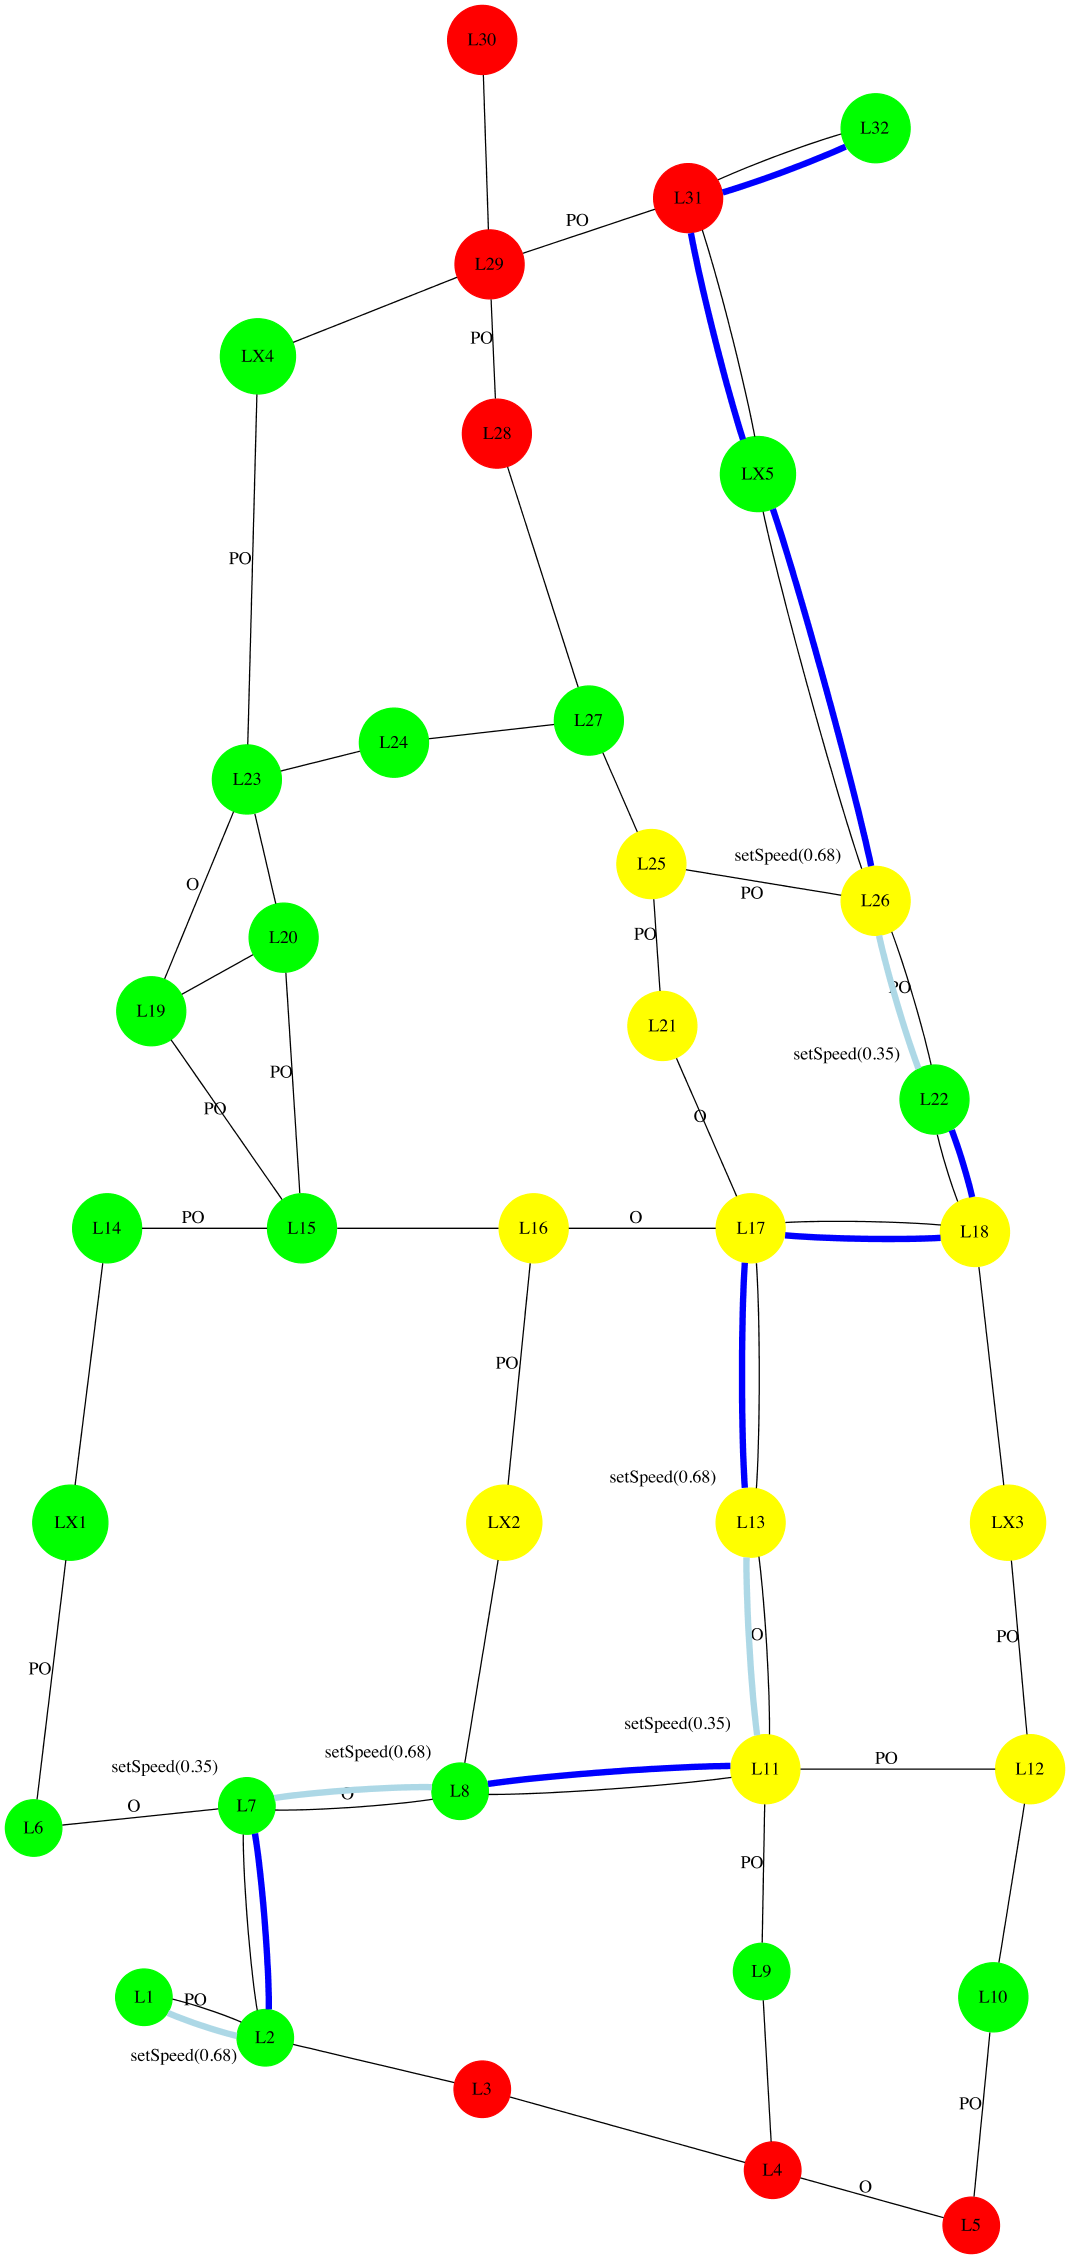 L30
L32
L31
PO
L29
PO
LX4
L28
LX5
PO
L27
L24
L23
setSpeed(0.68)
L25
O
PO
L26
L20
PO
PO
L19
L21
setSpeed(0.35)
PO
L22
PO
O
PO
O
L14
L15
L16
L17
L18
PO
setSpeed(0.68)
LX1
LX2
L13
LX3
O
PO
PO
setSpeed(0.35)
setSpeed(0.68)
PO
setSpeed(0.35)
L11
L12
L8
O
O
L7
L6
PO
L9
L1
PO
L10
L2
setSpeed(0.68)
L3
PO
L4
O
L5